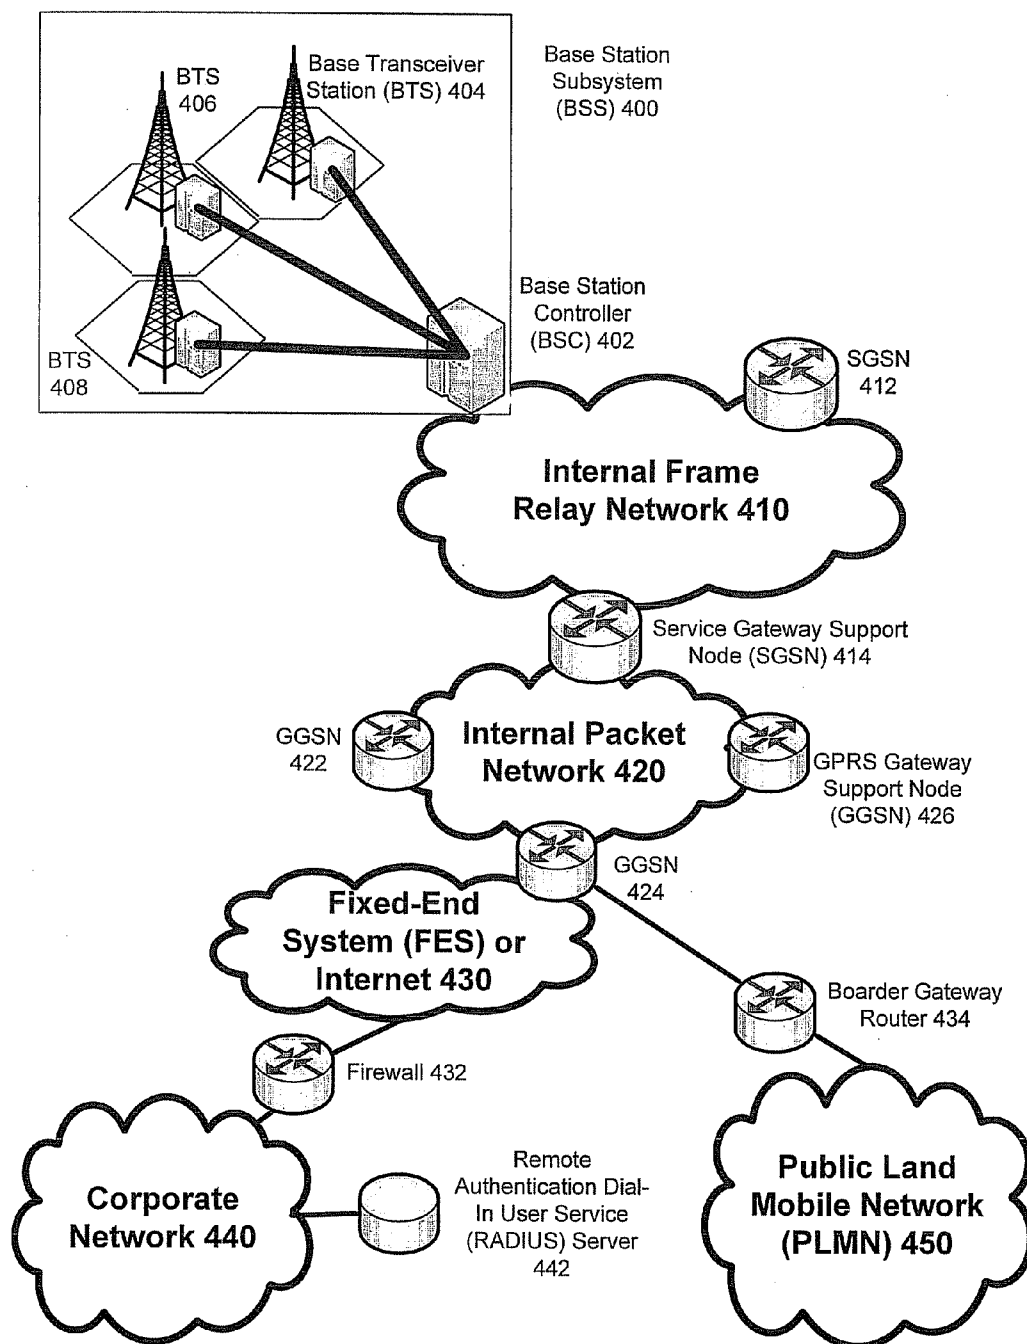 BTS
406
Base Transceiver
Station (BTS) 404
Base Station
Subsystem
(BSS) 400
Base Station
Controller
(BSC) 402
BTS
408
SGSN
412
Internal Frame
Relay Network 410
Service Gateway Support
Node (SGSN) 414
GGSN
422
Internal Packet
Network 420
GPRS Gateway
Support Node
(GGSN) 426
GGSN
424
Fixed-End
System (FES) or
Internet 430
Boarder Gateway
Router 434
Firewall 432
Corporate
Network 440
Remote
Authentication Dial-
In User Service
(RADIUS) Server
442
Public Land
Mobile Network
(PLMN) 450